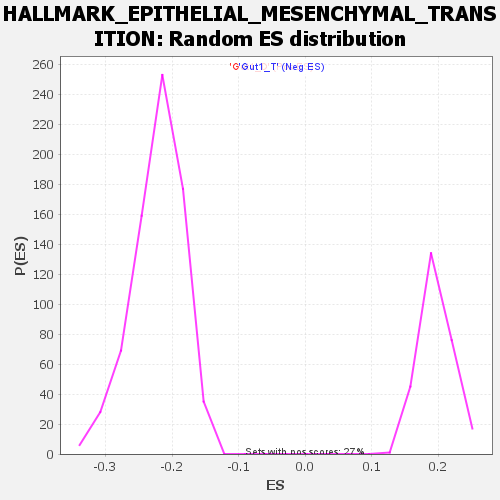 HALLMARK_EPITHELIAL_MESENCHYMAL_TRANS
ITION: Random ES distribution
'G'Gut1_T' (Neg ES)
260
240
220
200
180
160
140
120
100
80
60
40
20
0
P(ES)
Sets with pos scores: 27%
-0.3 -0.2 -0.1 0.0 0.1 0.2
ES